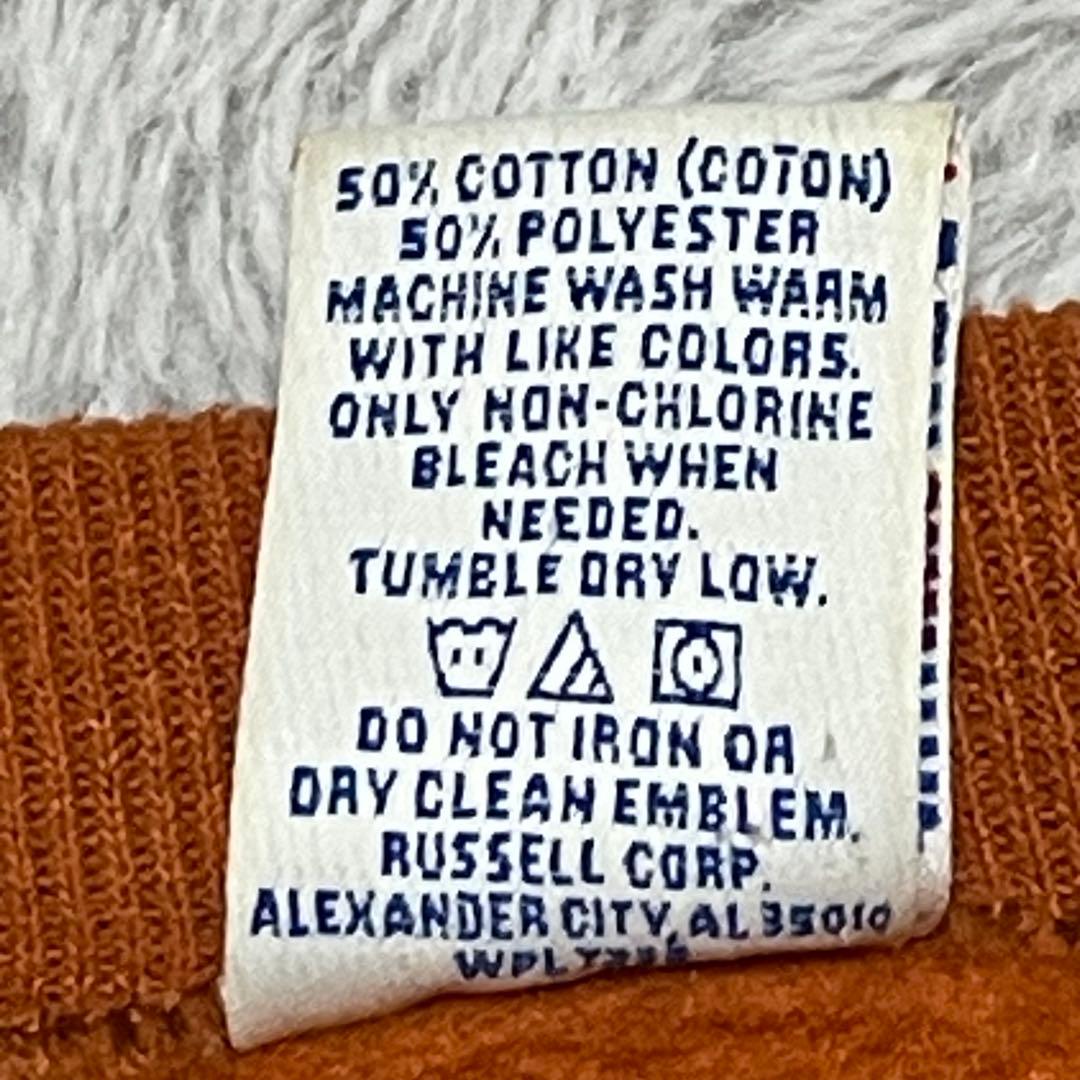 50% COTTON (COTON)
50% POLYESTER
MACHINE WASH WARM
WITH LIKE COLORS.
ONLY NON-CHLORINE
BLEACH WHEN
NEEDED.
TUMBLE DRY LOW.
DO NOT IRON OR
DRY CLEAN EMBLEM.
RUSSELL CORP.
ALEXANDER CITY, AL 35010
WPL